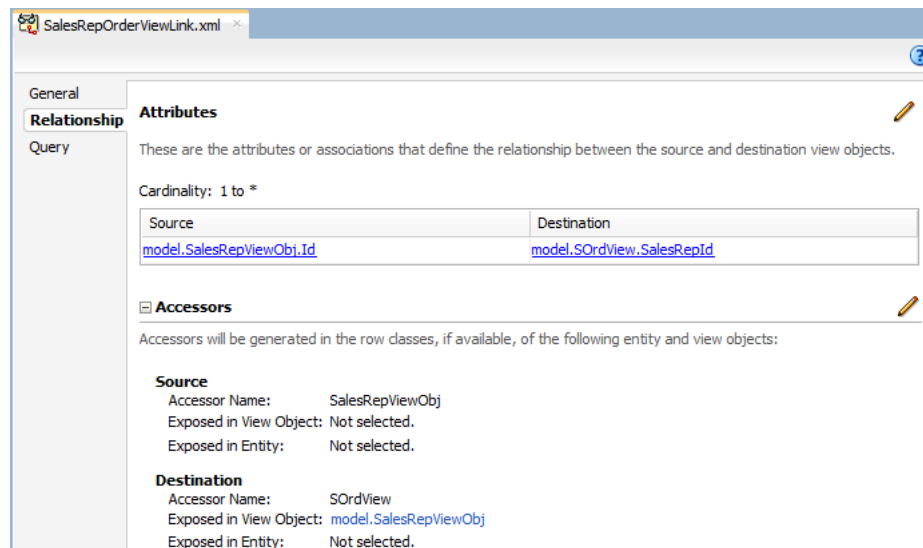 SalesRepOrderViewLink.xml
General
Relationship
Query
Attributes
These are the attributes or associations that define the relationship between the source and destination view objects.
Cardinality: 1 to *
Source Destination
model.SalesRepViewObj.Id model.SOrdView.SalesRepId
Accessors
Accessors will be generated in the row classes, if available, of the following entity and view objects:
Source
Accessor Name: SalesRepViewObj
Exposed in View Object: Not selected.
Exposed in Entity: Not selected.
Destination
Accessor Name: SOrdView
Exposed in View Object: model.SalesRepViewObj
Exposed in Entity: Not selected.